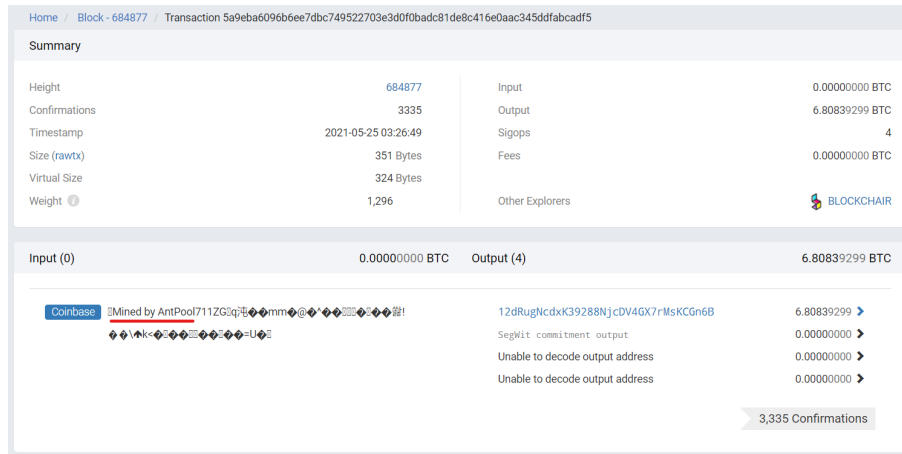 Home / Block - 684877 / Transaction 5a9eba6096b6ee7dbc749522703e3d0f0badc81de8c416e0aac345ddfabcadf5
Summary
Height 684877
Confirmations 3335
Timestamp 2021-05-25 03:26:49
Size (rawtx) 351 Bytes
Virtual Size 324 Bytes
Weight 1,296
Input 0.00000000 BTC
Output 6.80839299 BTC
Sigops 4
Fees 0.00000000 BTC
Other Explorers BLOCKCHAIR
Input (0) 0.00000000 BTC
Output (4) 6.80839299 BTC
Coinbase Mined by AntPool711ZG
12dRugNcdxK39288NjcDV4GX7rMsKCGn6B 6.80839299
SegWit commitment output 0.00000000
Unable to decode output address 0.00000000
Unable to decode output address 0.00000000
3,335 Confirmations